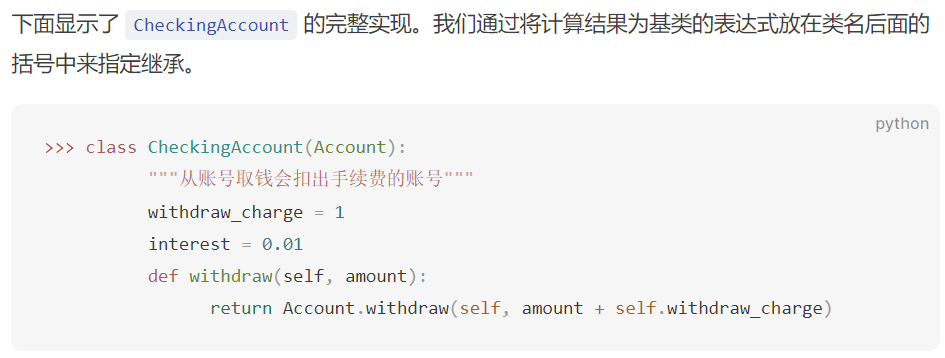 下面显示了 CheckingAccount 的完整实现。我们通过将计算结果为基类的表达式放在类名后面的
括号中来指定继承。
python
>>> class CheckingAccount(Account):
        """从账号取钱会扣出手续费的账号"""
        withdraw_charge = 1
        interest = 0.01
        def withdraw(self, amount):
            return Account.withdraw(self, amount + self.withdraw_charge)